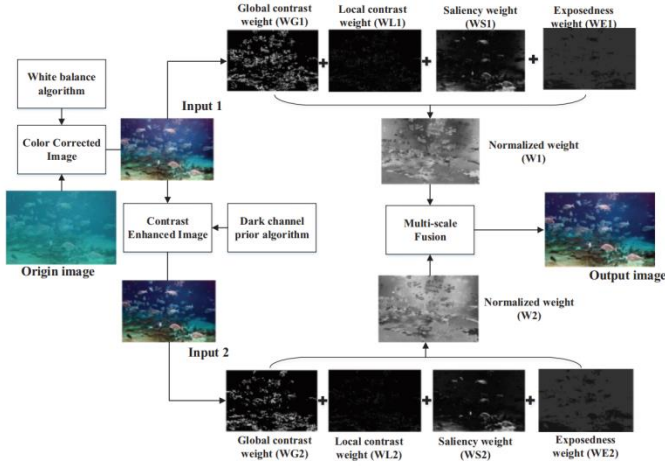 Global contrast
weight (WG1)
Local contrast
weight (WL1)
Saliency weight
(WS1)
Exposedness
weight (WE1)
White balance
algorithm
Input 1
Color Corrected
Image
Normalized weight
(W1)
Contrast
Enhanced Image
Dark channel
prior algorithm
Multi-scale
Fusion
Origin image
Output image
Normalized weight
(W2)
Input 2
Global contrast
weight (WG2)
Local contrast
weight (WL2)
Saliency weight
(WS2)
Exposedness
weight (WE2)